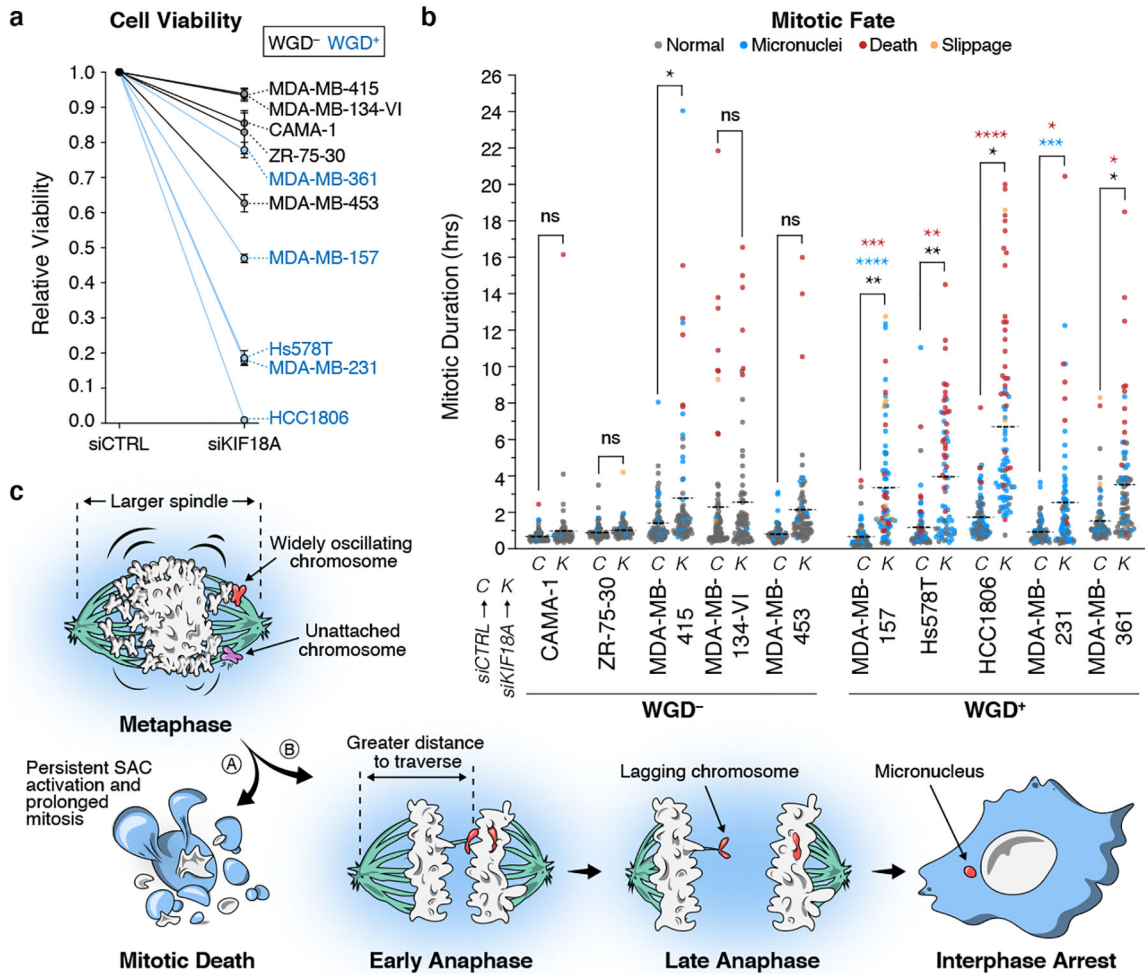 a
Cell Viability
WGD⁻ WGD⁺
Relative Viability
1.0
0.9
0.8
0.7
0.6
0.5
0.4
0.3
0.2
0.1
0.0
siCTRL
siKIF18A
MDA-MB-415
MDA-MB-134-VI
CAMA-1
ZR-75-30
MDA-MB-361
MDA-MB-453
MDA-MB-157
Hs578T
MDA-MB-231
HCC1806
b
Mitotic Fate
Normal Micronuclei Death Slippage
Mitotic Duration (hrs)
26
24
22
20
18
16
14
12
10
8
6
4
2
0
ns
ns
*
ns
ns
***
****
**
**
**
****
*
*
***
*
*
C K C K C K C K C K C K C K C K C K C K
C → siCTRL
K → siKIF18A
CAMA-1
ZR-75-30
MDA-MB-
415
MDA-MB-
134-VI
MDA-MB-
453
MDA-MB-
157
Hs578T
HCC1806
MDA-MB-
231
MDA-MB-
361
WGD⁻
WGD⁺
c
Larger spindle
Widely oscillating
chromosome
Unattached
chromosome
Metaphase
A
B
Persistent SAC
activation and
prolonged
mitosis
Mitotic Death
Greater distance
to traverse
Early Anaphase
Lagging chromosome
Late Anaphase
Micronucleus
Interphase Arrest